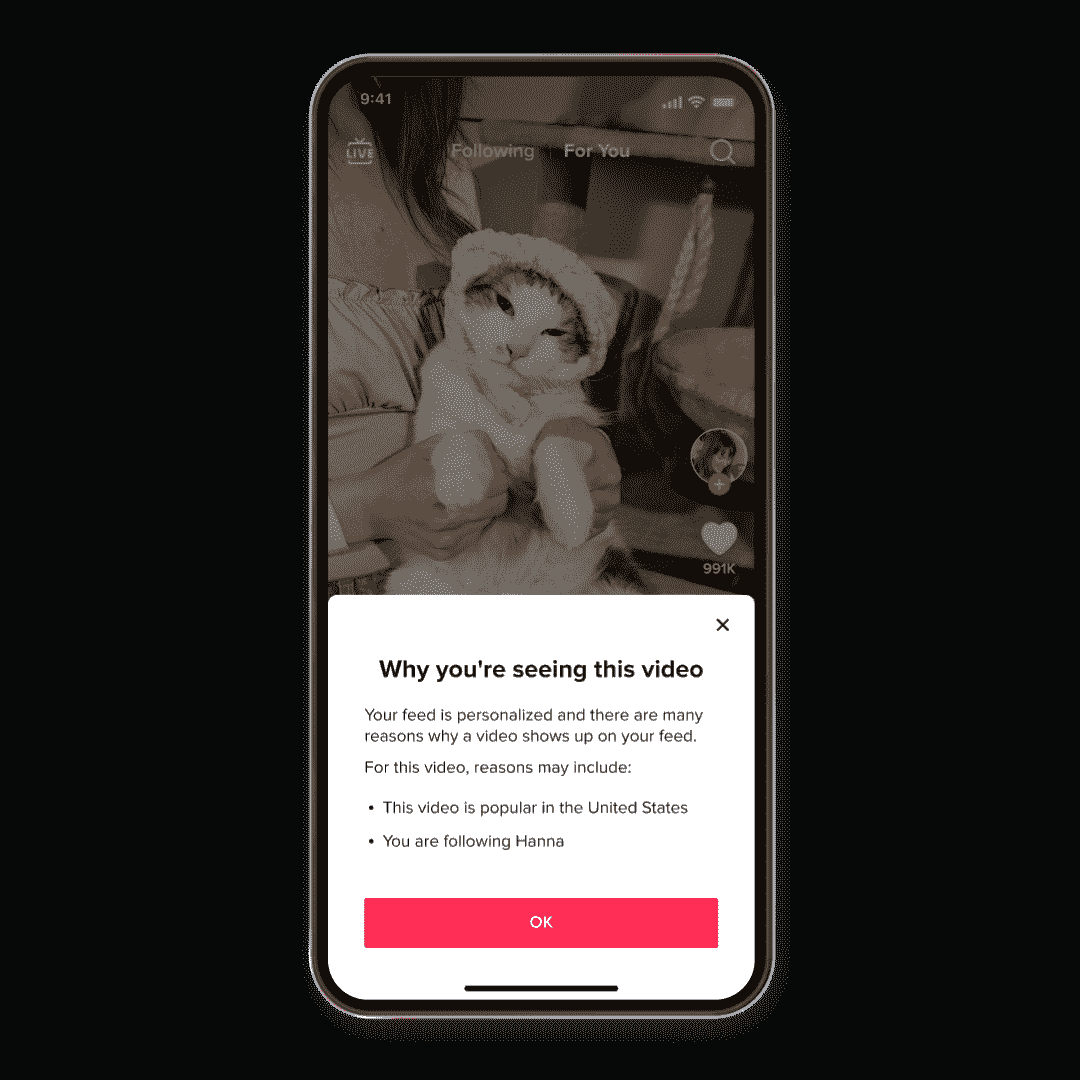 9:41
LIVE
Following For You
991K
Why you're seeing this video
Your feed is personalized and there are many
reasons why a video shows up on your feed.
For this video, reasons may include:
• This video is popular in the United States
• You are following Hanna
OK